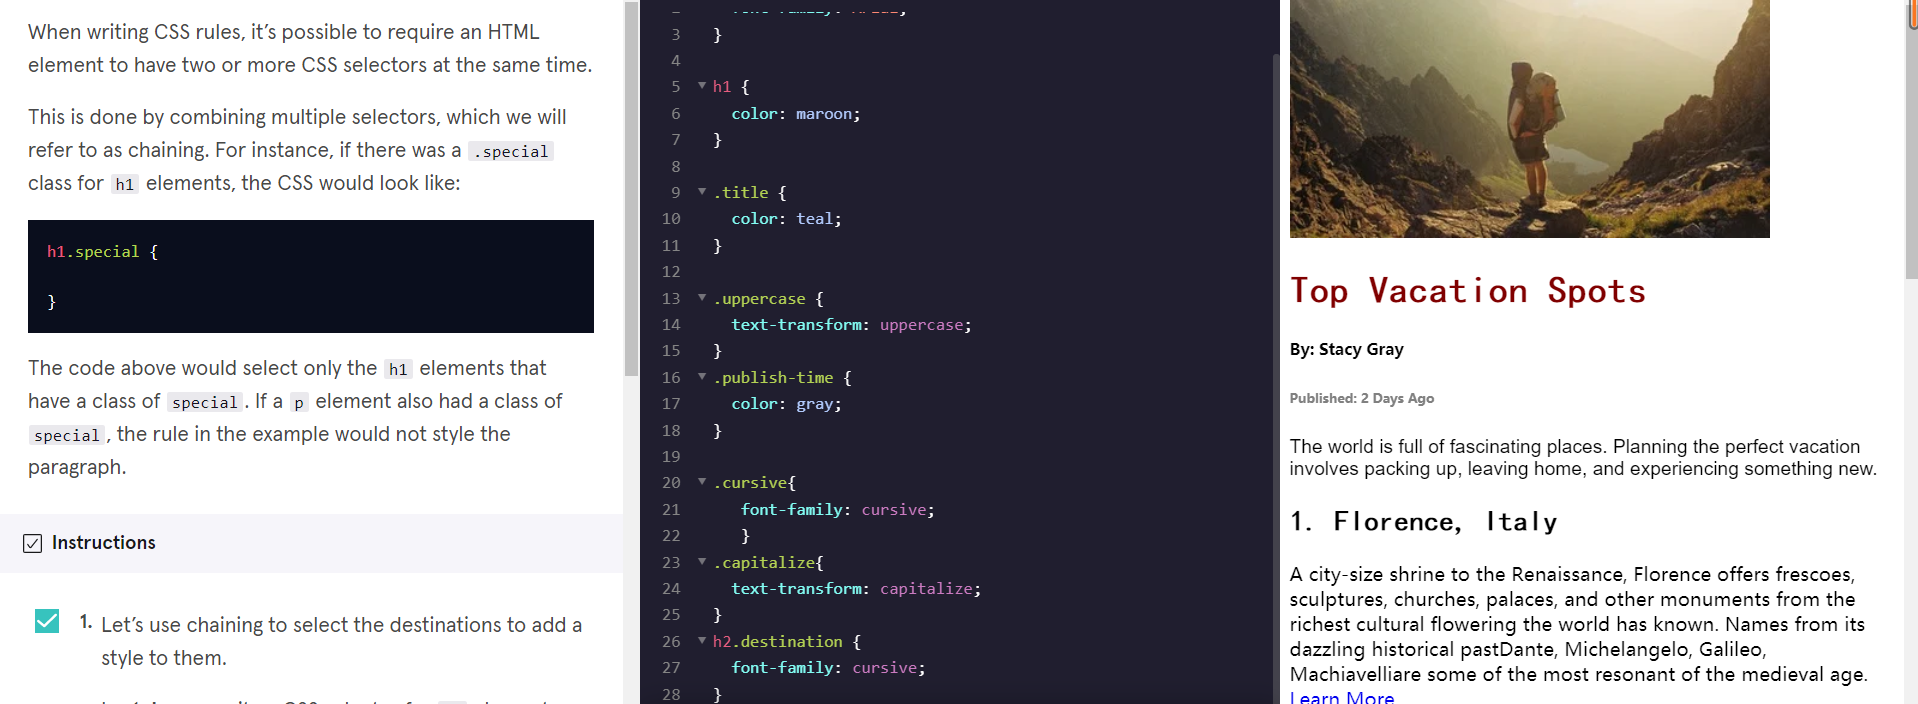 When writing CSS rules, it’s possible to require an HTML
element to have two or more CSS selectors at the same time.
This is done by combining multiple selectors, which we will
refer to as chaining. For instance, if there was a .special
class for h1 elements, the CSS would look like:
h1.special {
}
The code above would select only the h1 elements that
have a class of special. If a p element also had a class of
special, the rule in the example would not style the
paragraph.
Instructions
1. Let’s use chaining to select the destinations to add a
style to them.
3 }
4
5 h1 {
6 color: maroon;
7 }
8
9 .title {
10 color: teal;
11 }
12
13 .uppercase {
14 text-transform: uppercase;
15 }
16 .publish-time {
17 color: gray;
18 }
19
20 .cursive{
21 font-family: cursive;
22 }
23 .capitalize{
24 text-transform: capitalize;
25 }
26 h2.destination {
27 font-family: cursive;
28 }
Top Vacation Spots
By: Stacy Gray
Published: 2 Days Ago
The world is full of fascinating places. Planning the perfect vacation
involves packing up, leaving home, and experiencing something new.
1. Florence, Italy
A city-size shrine to the Renaissance, Florence offers frescoes,
sculptures, churches, palaces, and other monuments from the
richest cultural flowering the world has known. Names from its
dazzling historical pastDante, Michelangelo, Galileo,
Machiavelliare some of the most resonant of the medieval age.
Learn More